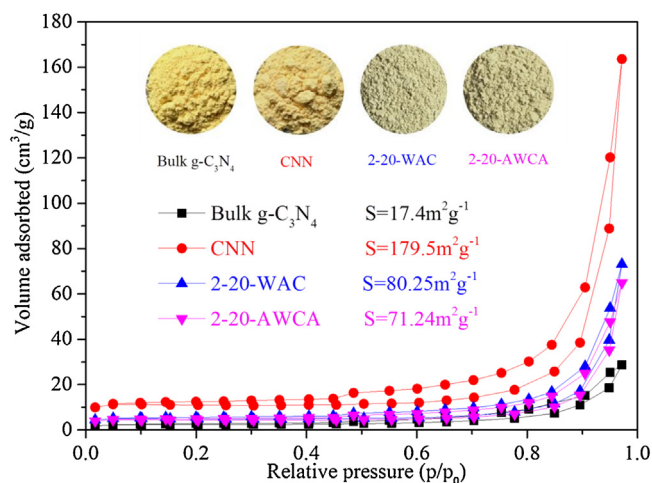 180
160
140
120
100
80
60
40
20
0
Volume adsorbted (cm³/g)
Bulk g-C₃N₄ CNN 2-20-WAC 2-20-AWCA
Bulk g-C₃N₄ S=17.4m²g⁻¹
CNN S=179.5m²g⁻¹
2-20-WAC S=80.25m²g⁻¹
2-20-AWCA S=71.24m²g⁻¹
0.0 0.2 0.4 0.6 0.8 1.0
Relative pressure (p/p₀)